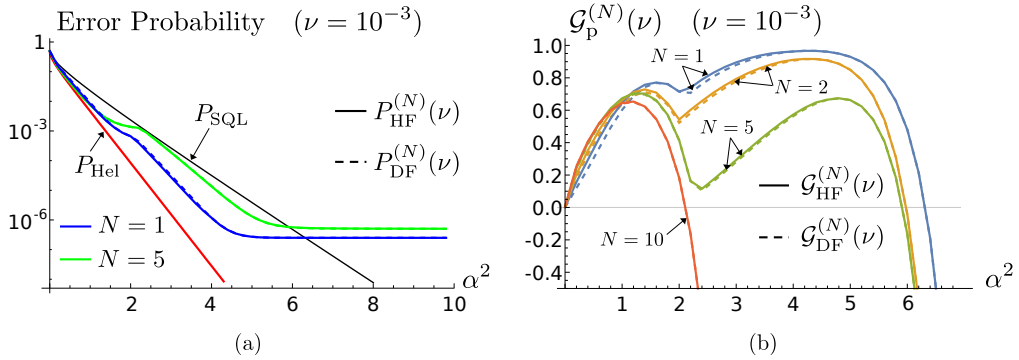 Error Probability (ν = 10⁻³)
1
10⁻³
10⁻⁶
P_SQL
P_Hel
P_HF^(N)(ν)
P_DF^(N)(ν)
N = 1
N = 5
0 2 4 6 8 10
α²
(a)
𝒢_p^(N)(ν) (ν = 10⁻³)
1.0
0.8
0.6
0.4
0.2
0.0
-0.2
-0.4
N = 1
N = 2
N = 5
N = 10
𝒢_HF^(N)(ν)
𝒢_DF^(N)(ν)
1 2 3 4 5 6
α²
(b)